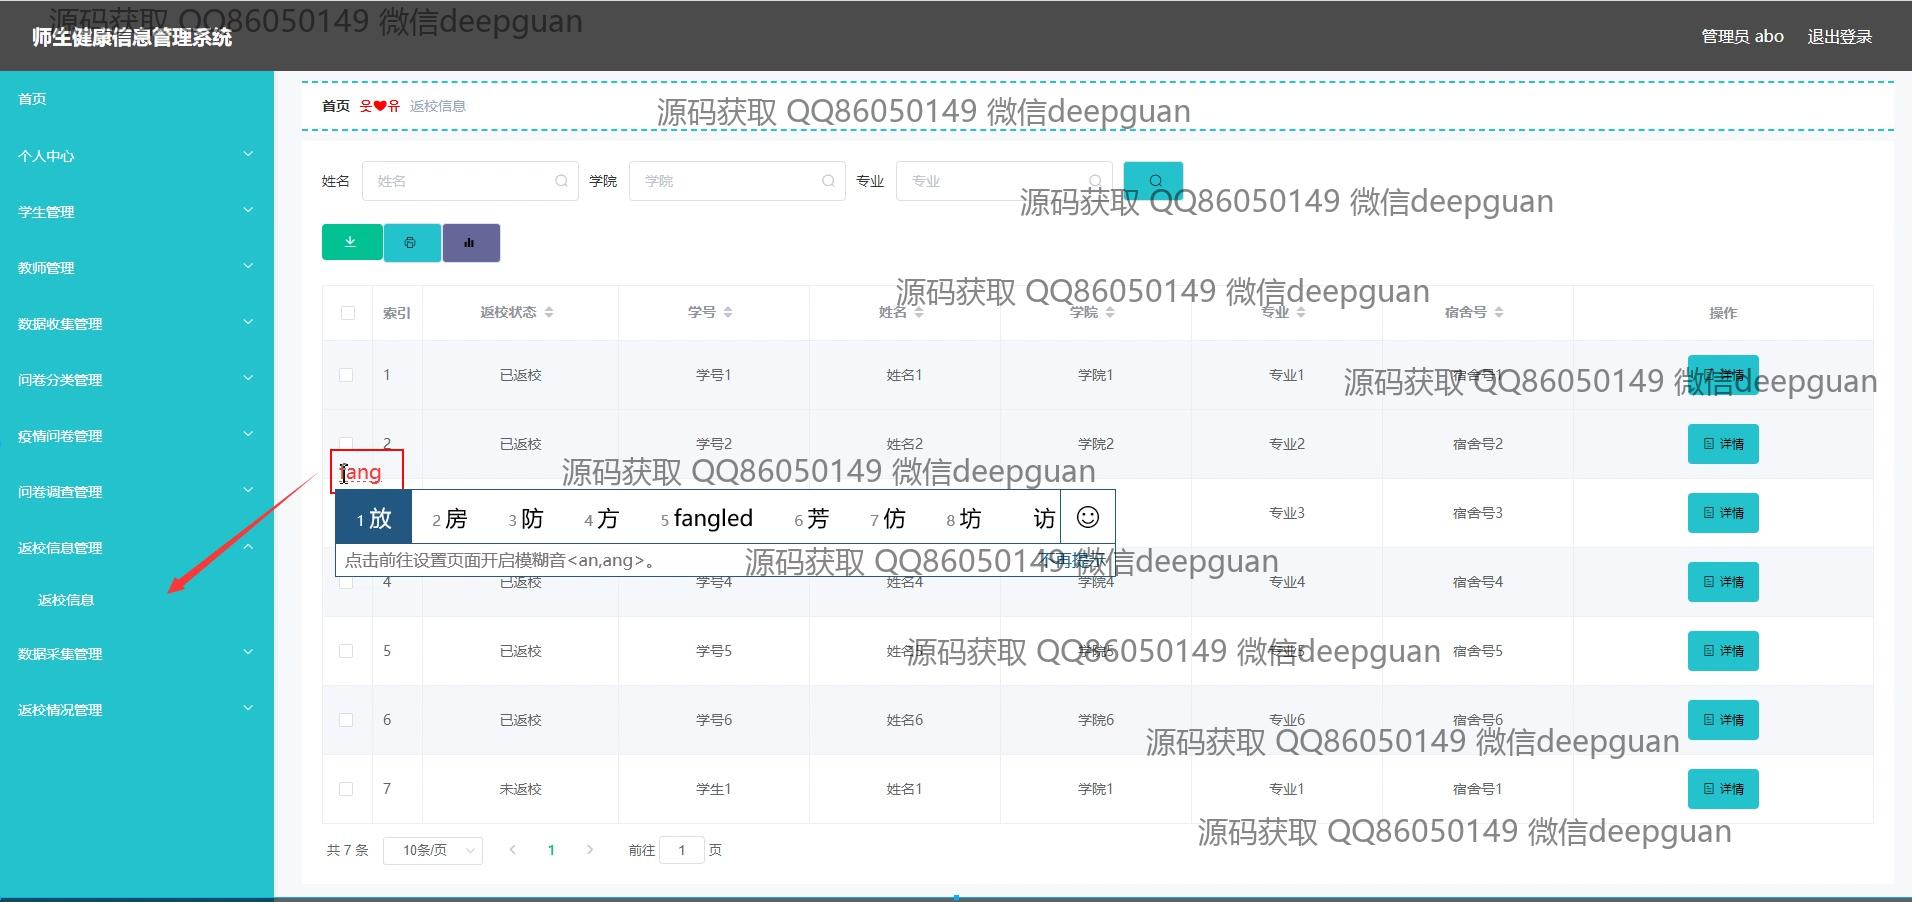 源码获取 QQ86050149 微信deepguan
师生健康信息管理系统
管理员 abo 退出登录
首页
个人中心
学生管理
教师管理
数据收集管理
问卷分类管理
疫情问卷管理
问卷调查管理
返校信息管理
返校信息
数据采集管理
返校情况管理
首页 웃❤유 返校信息
源码获取 QQ86050149 微信deepguan
姓名 姓名 学院 学院 专业 专业
源码获取 QQ86050149 微信deepguan
源码获取 QQ86050149 微信deepguan
索引 返校状态 学号 姓名 学院 专业 宿舍号 操作
1 已返校 学号1 姓名1 学院1 专业1 宿舍号1 详情
源码获取 QQ86050149 微信deepguan
2 已返校 学号2 姓名2 学院2 专业2 宿舍号2 详情
fang
源码获取 QQ86050149 微信deepguan
1 放 2 房 3 防 4 方 5 fangled 6 芳 7 仿 8 坊 访
专业3 宿舍号3 详情
点击前往设置页面开启模糊音<an,ang>。 不再提示
源码获取 QQ86050149 微信deepguan
4 学号4 姓名4 学院4 专业4 宿舍号4 详情
5 已返校 学号5 姓名5 学院5 专业5 宿舍号5 详情
源码获取 QQ86050149 微信deepguan
6 已返校 学号6 姓名6 学院6 专业6 宿舍号6 详情
源码获取 QQ86050149 微信deepguan
7 未返校 学生1 姓名1 学院1 专业1 宿舍号1 详情
源码获取 QQ86050149 微信deepguan
共 7 条 10条/页 1 前往 1 页